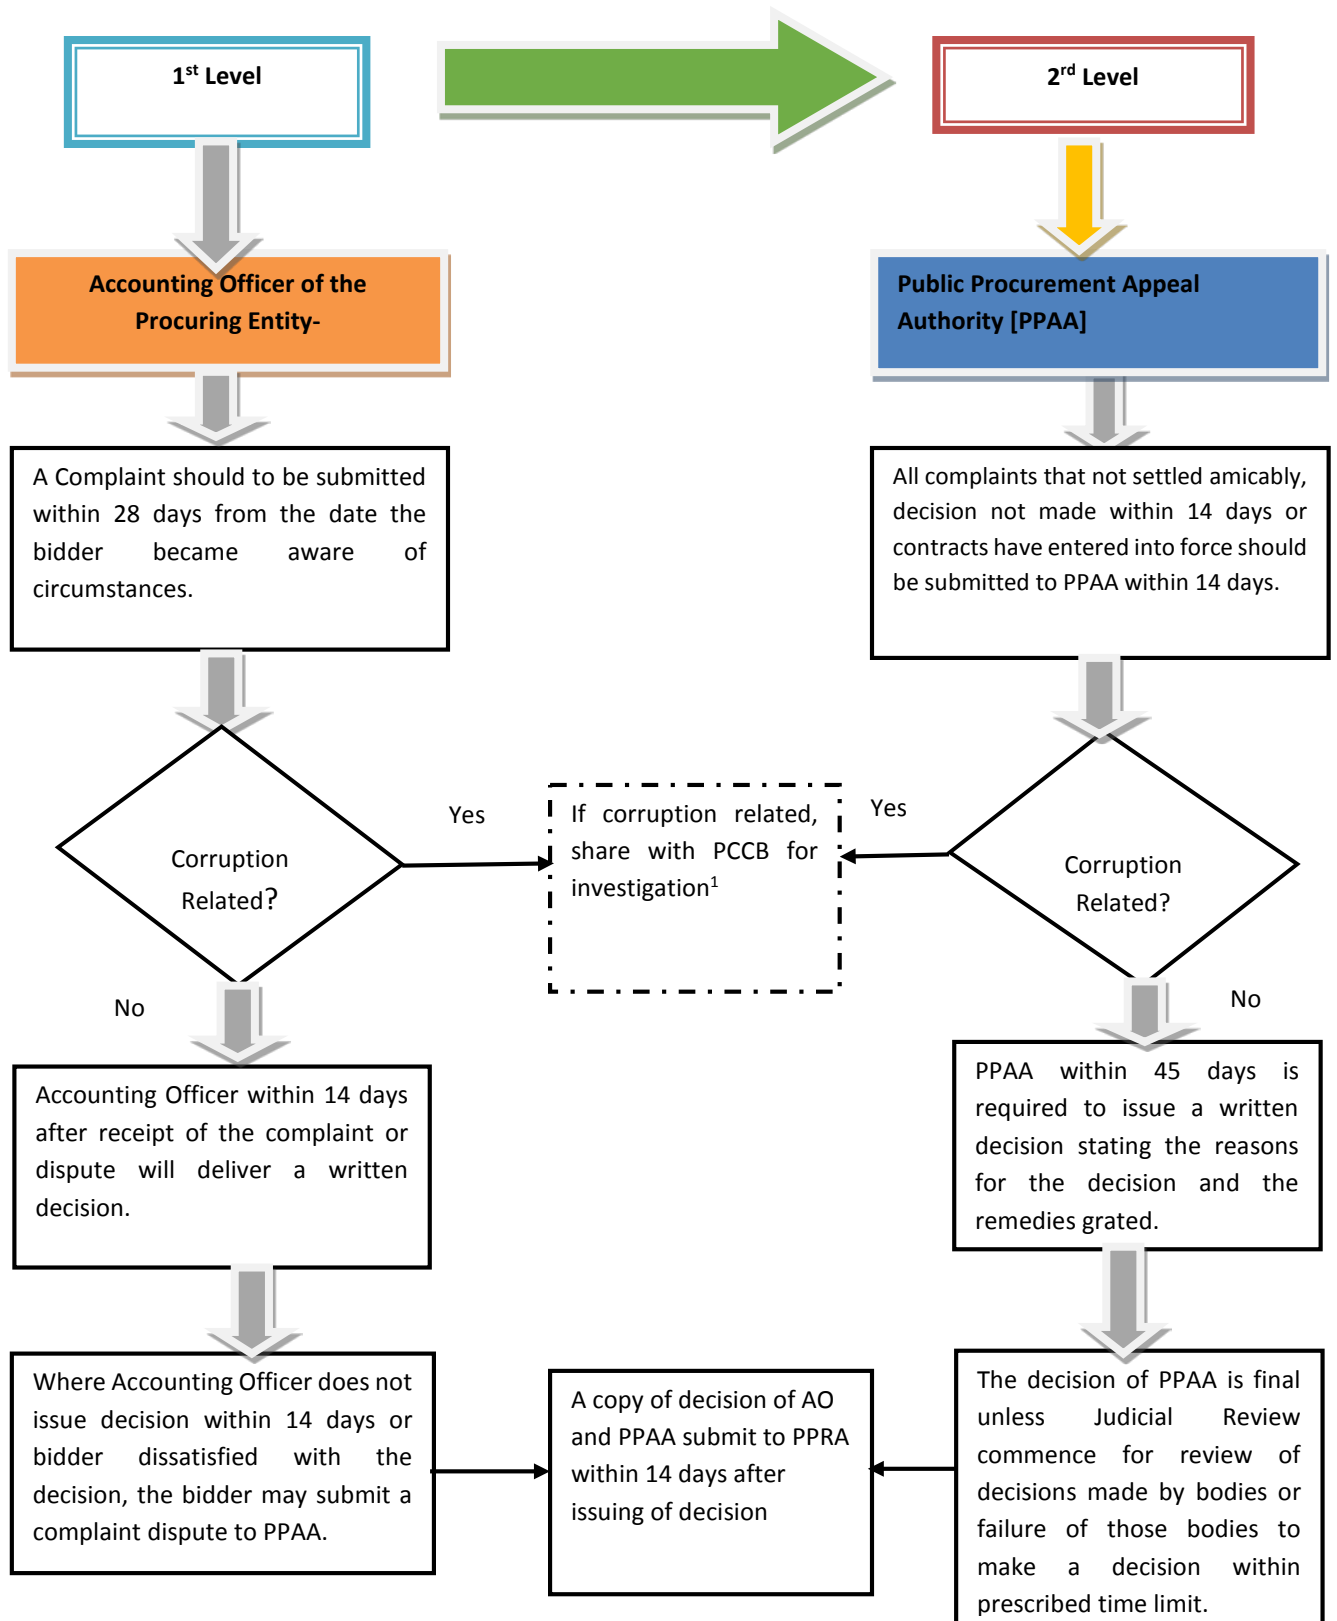 1st Level
2rd Level
Accounting Officer of the
Procuring Entity-
Public Procurement Appeal
Authority [PPAA]
A Complaint should to be submitted
within 28 days from the date the
bidder became aware of
circumstances.
All complaints that not settled amicably,
decision not made within 14 days or
contracts have entered into force should
be submitted to PPAA within 14 days.
Corruption
Related?
Yes
If corruption related,
share with PCCB for
investigation1
Yes
Corruption
Related?
No
No
Accounting Officer within 14 days
after receipt of the complaint or
dispute will deliver a written
decision.
PPAA within 45 days is
required to issue a written
decision stating the reasons
for the decision and the
remedies grated.
Where Accounting Officer does not
issue decision within 14 days or
bidder dissatisfied with the
decision, the bidder may submit a
complaint dispute to PPAA.
A copy of decision of AO
and PPAA submit to PPRA
within 14 days after
issuing of decision
The decision of PPAA is final
unless Judicial Review
commence for review of
decisions made by bodies or
failure of those bodies to
make a decision within
prescribed time limit.